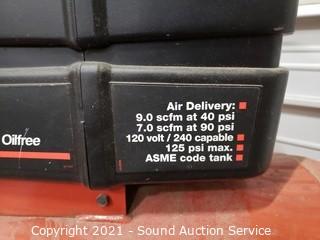 Oilfree
Air Delivery:
9.0 scfm at 40 psi
7.0 scfm at 90 psi
120 volt / 240 capable
125 psi max.
ASME code tank
Copyright 2021 - Sound Auction Service